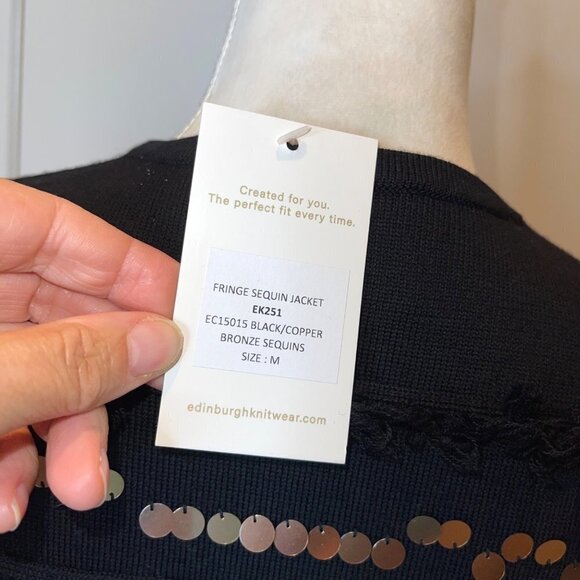 Created for you.
The perfect fit every time.
FRINGE SEQUIN JACKET
EK251
EC15015 BLACK/COPPER
BRONZE SEQUINS
SIZE : M
edinburghknitwear.com